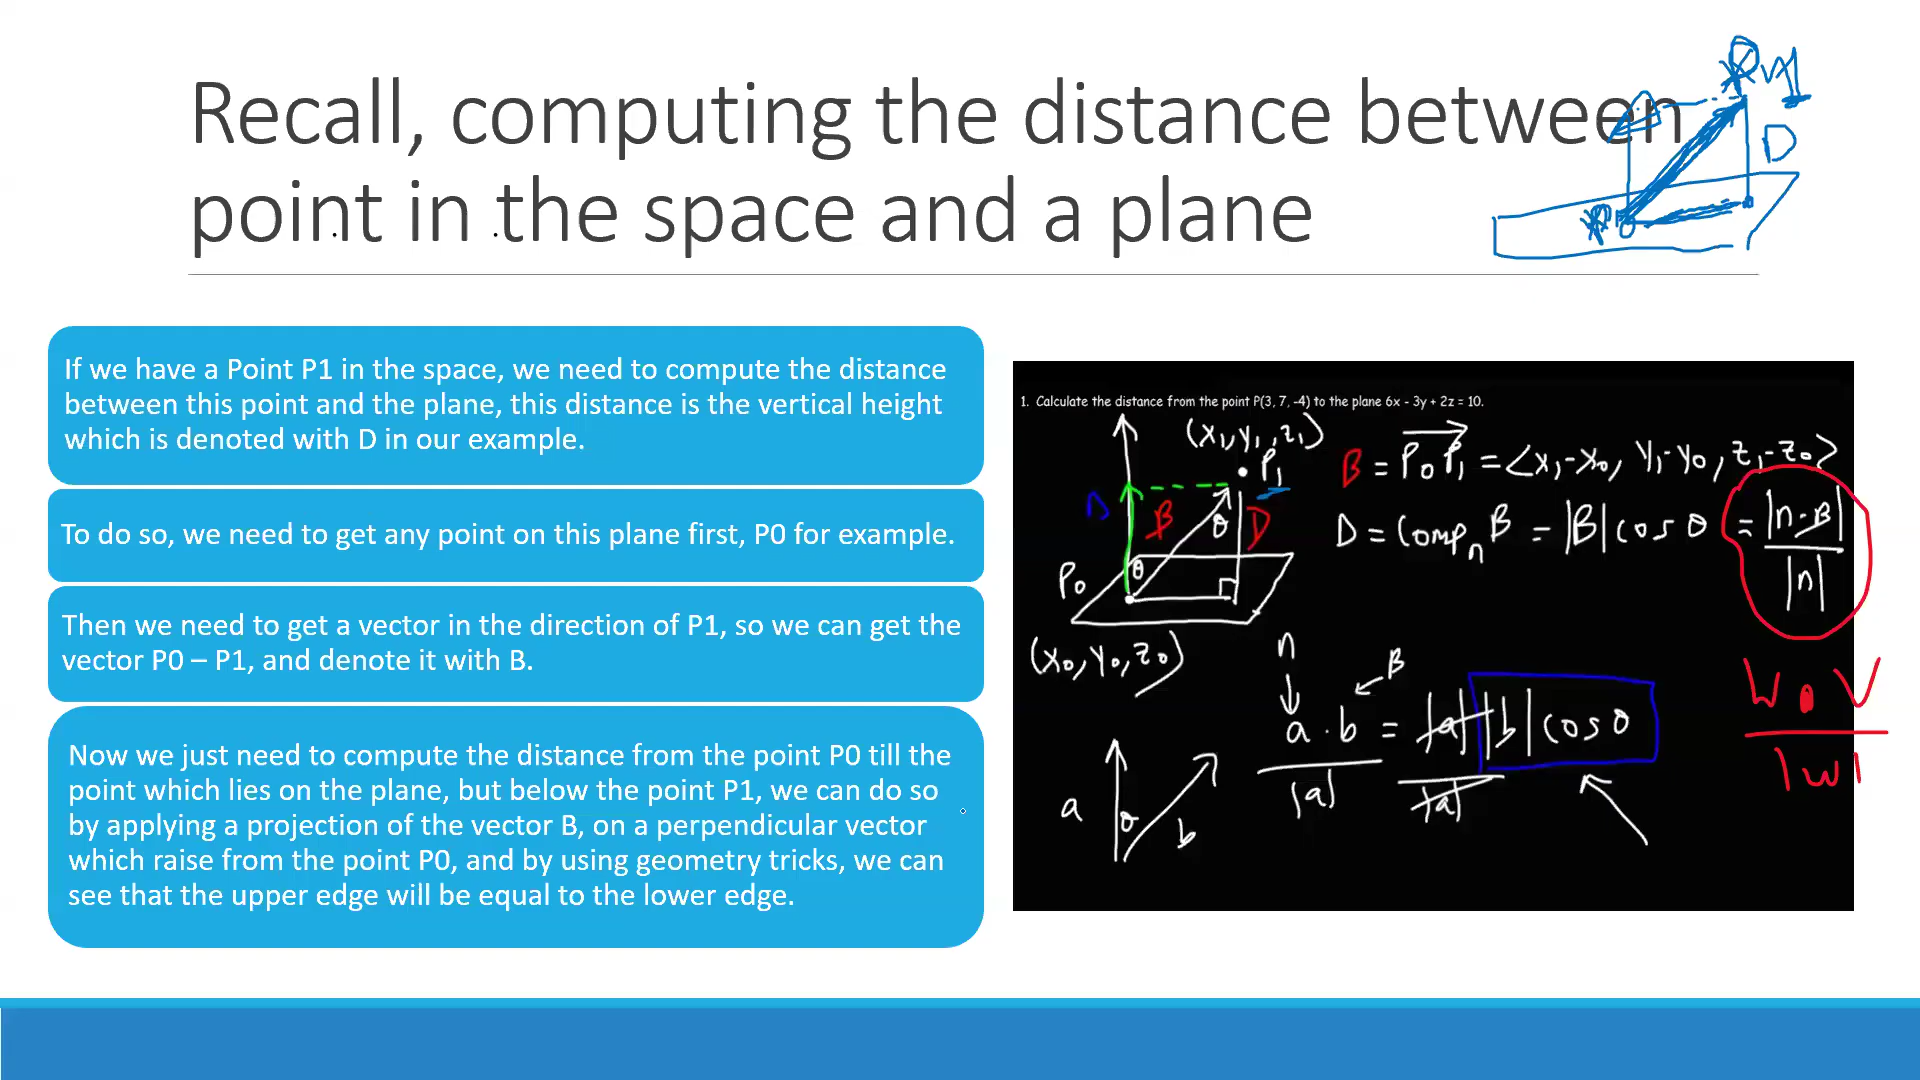 Recall, computing the distance between
point in the space and a plane
D
If we have a Point P1 in the space, we need to compute the distance
between this point and the plane, this distance is the vertical height
which is denoted with D in our example.
To do so, we need to get any point on this plane first, P0 for example.
Then we need to get a vector in the direction of P1, so we can get the
vector P0 – P1, and denote it with B.
Now we just need to compute the distance from the point P0 till the
point which lies on the plane, but below the point P1, we can do so
by applying a projection of the vector B, on a perpendicular vector
which raise from the point P0, and by using geometry tricks, we can
see that the upper edge will be equal to the lower edge.
1. Calculate the distance from the point P(3, 7, -4) to the plane 6x - 3y + 2z = 10.
(x₁, y₁, z₁)
P₁
B = P₀P₁ = <x₁-x₀, y₁-y₀, z₁-z₀>
B θ D
D = Compₙ B = |B| cos θ = |n·B| / |n|
P₀ θ
(x₀, y₀, z₀)
n
B
a · b / |a| = |a| |b| cos θ / |a|
a θ b
W · V / |W|